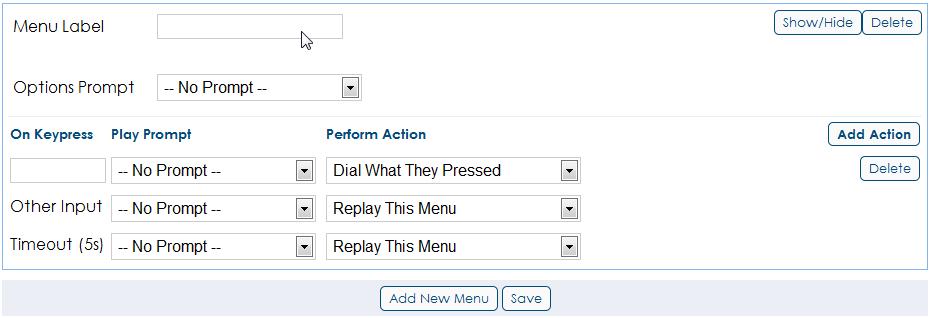 Menu Label Show/Hide Delete
Options Prompt -- No Prompt --
On Keypress Play Prompt Perform Action Add Action
-- No Prompt -- Dial What They Pressed Delete
Other Input -- No Prompt -- Replay This Menu
Timeout (5s) -- No Prompt -- Replay This Menu
Add New Menu Save